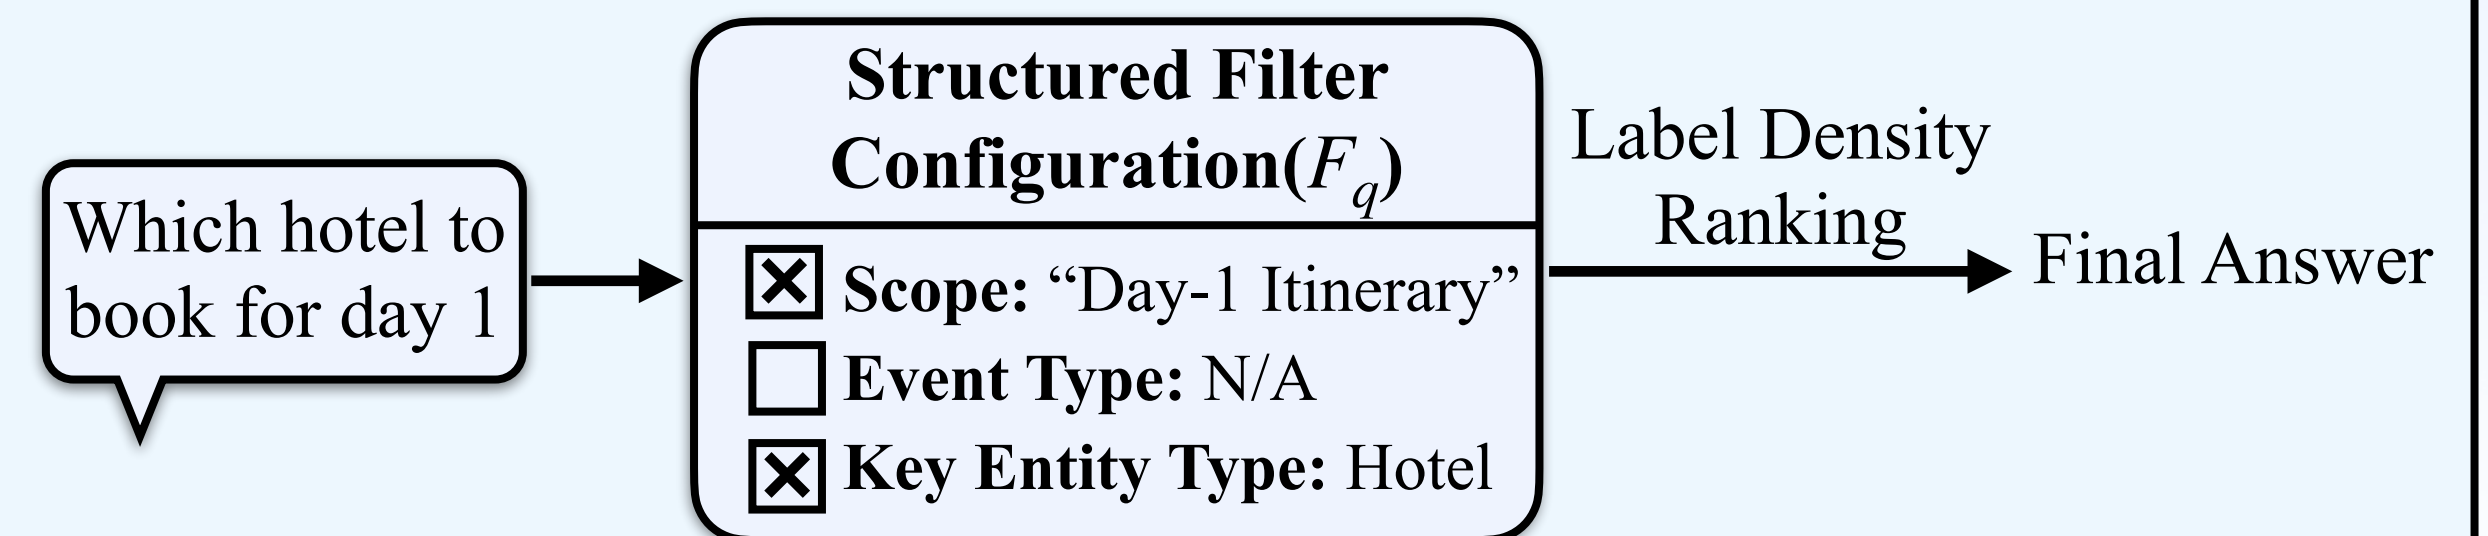 Which hotel to
book for day 1
Structured Filter
Configuration(F_q)
Scope: “Day-1 Itinerary”
Event Type: N/A
Key Entity Type: Hotel
Label Density
Ranking
Final Answer